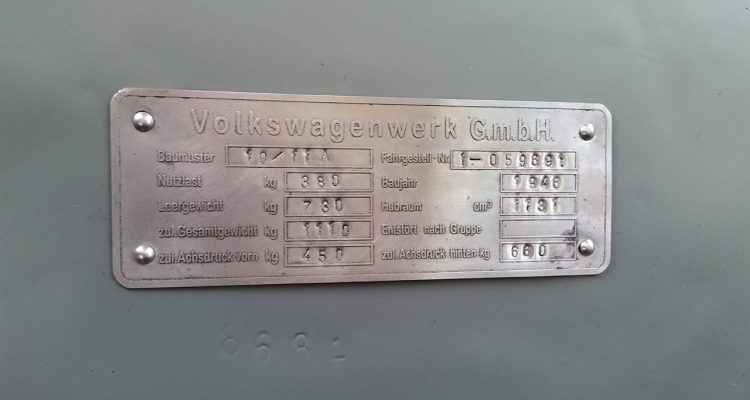 Volkswagenwerk G.m.b.H.
Baumuster 10/11A Fahrgestell-Nr. 1-059690
Nutzlast kg 380 Baujahr 1946
Leergewicht kg 730 Hubraum cm³ 1131
zul. Gesamtgewicht kg 1110 Entstört nach Gruppe
zul. Achsdruck vorn kg 450 zul. Achsdruck hinten kg 660
8684